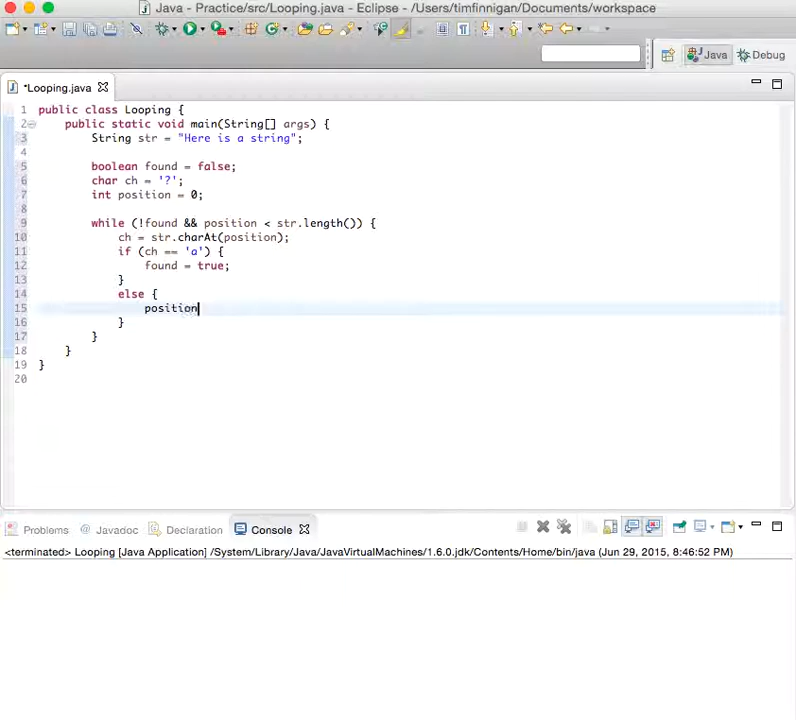 Java - Practice/src/Looping.java - Eclipse - /Users/timfinnigan/Documents/workspace
Java Debug
*Looping.java
1 public class Looping {
2 public static void main(String[] args) {
3 String str = "Here is a string";
4
5 boolean found = false;
6 char ch = '?';
7 int position = 0;
8
9 while (!found && position < str.length()) {
10 ch = str.charAt(position);
11 if (ch == 'a') {
12 found = true;
13 }
14 else {
15 position
16 }
17 }
18 }
19 }
20
Problems @ Javadoc Declaration Console
<terminated> Looping [Java Application] /System/Library/Java/JavaVirtualMachines/1.6.0.jdk/Contents/Home/bin/java (Jun 29, 2015, 8:46:52 PM)